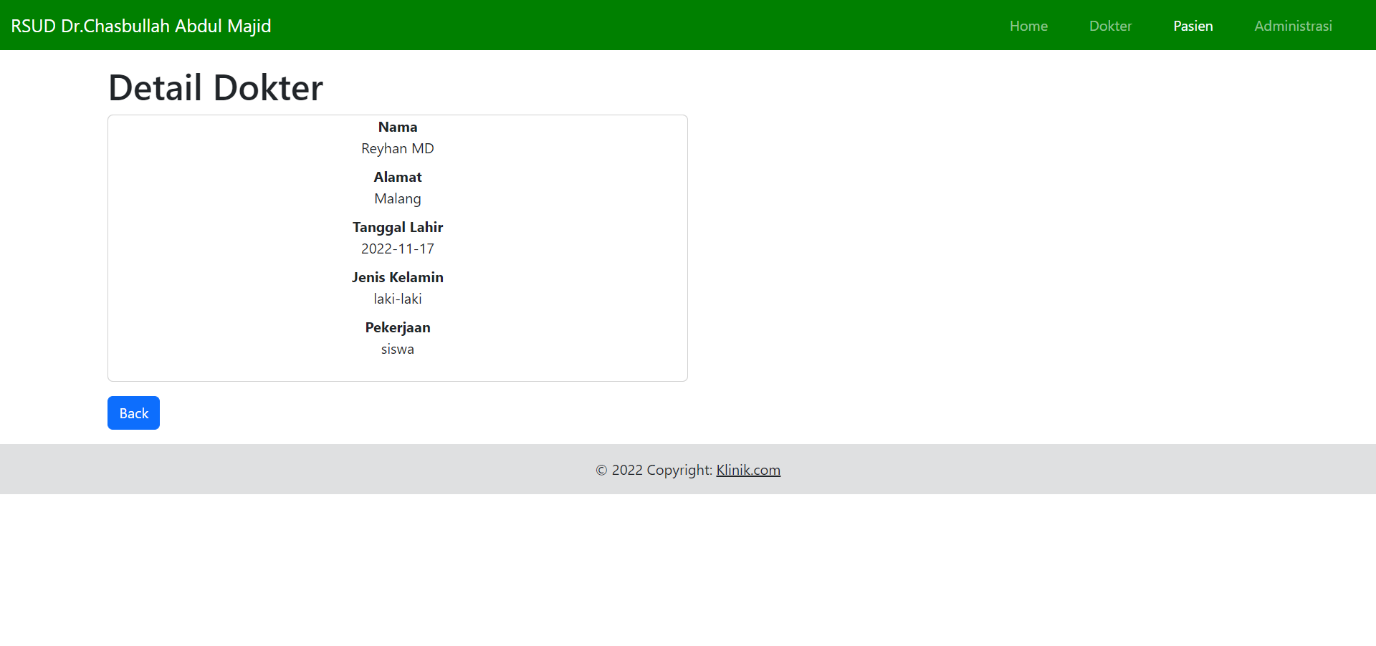 RSUD Dr.Chasbullah Abdul Majid
Home Dokter Pasien Administrasi
Detail Dokter
Nama
Reyhan MD
Alamat
Malang
Tanggal Lahir
2022-11-17
Jenis Kelamin
laki-laki
Pekerjaan
siswa
Back
© 2022 Copyright: Klinik.com